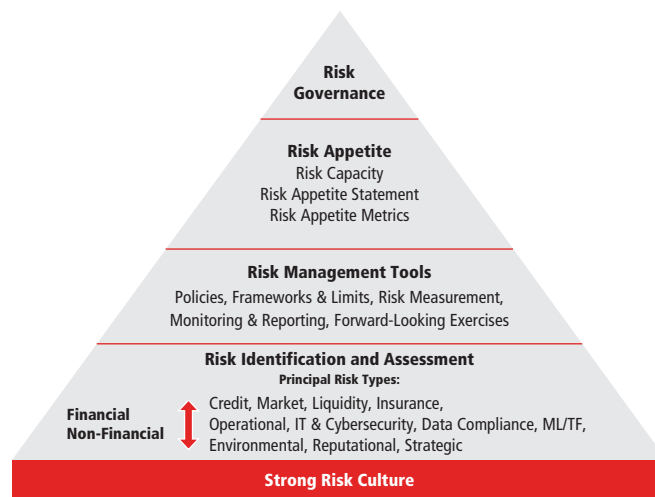 Risk
Governance
Risk Appetite
Risk Capacity
Risk Appetite Statement
Risk Appetite Metrics
Risk Management Tools
Policies, Frameworks & Limits, Risk Measurement,
Monitoring & Reporting, Forward-Looking Exercises
Risk Identification and Assessment
Principal Risk Types:
Financial
Non-Financial
Credit, Market, Liquidity, Insurance,
Operational, IT & Cybersecurity, Data Compliance, ML/TF,
Environmental, Reputational, Strategic
Strong Risk Culture